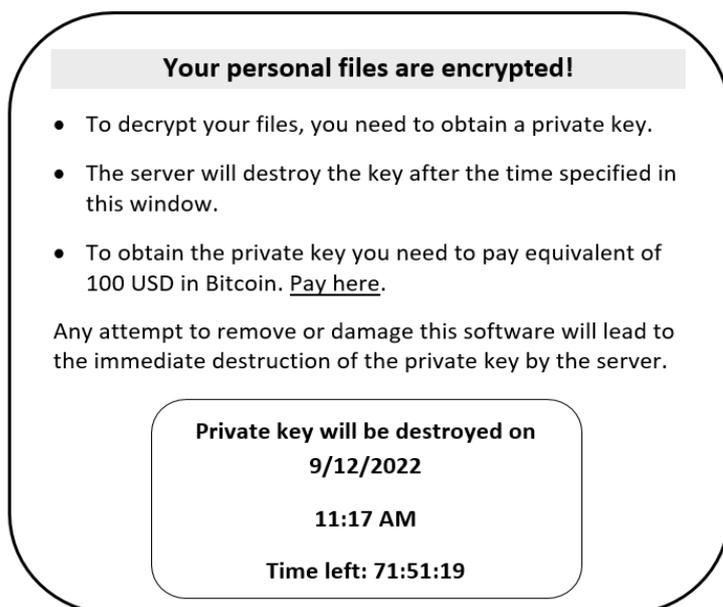 Your personal files are encrypted!
• To decrypt your files, you need to obtain a private key.
• The server will destroy the key after the time specified in
this window.
• To obtain the private key you need to pay equivalent of
100 USD in Bitcoin. Pay here.
Any attempt to remove or damage this software will lead to
the immediate destruction of the private key by the server.
Private key will be destroyed on
9/12/2022
11:17 AM
Time left: 71:51:19